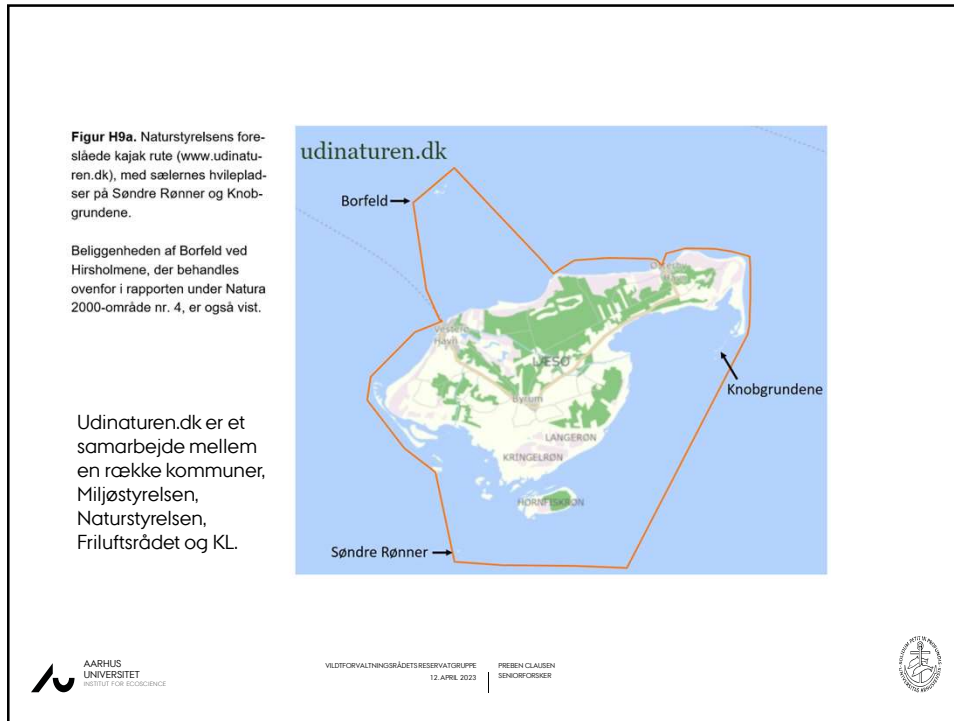 Figur H9a. Naturstyrelsens fore-
slåede kajak rute (www.udinatu-
ren.dk), med sælernes hvileplad-
ser på Søndre Rønner og Knob-
grundene.
Beliggenheden af Borfeld ved
Hirsholmene, der behandles
ovenfor i rapporten under Natura
2000-område nr. 4, er også vist.
Udinaturen.dk er et
samarbejde mellem
en række kommuner,
Miljøstyrelsen,
Naturstyrelsen,
Friluftsrådet og KL.
udinaturen.dk
Borfeld
Vesterø
Havn
LÆSØ
Byrum
Knobgrundene
LANGERØN
KRINGELRØN
HORNFISKRØN
Søndre Rønner
AARHUS
UNIVERSITET
INSTITUT FOR ECOSCIENCE
VILDTFORVALTNINGSRÅDETS RESERVATGRUPPE
12. APRIL 2023
PREBEN CLAUSEN
SENIORFORSKER